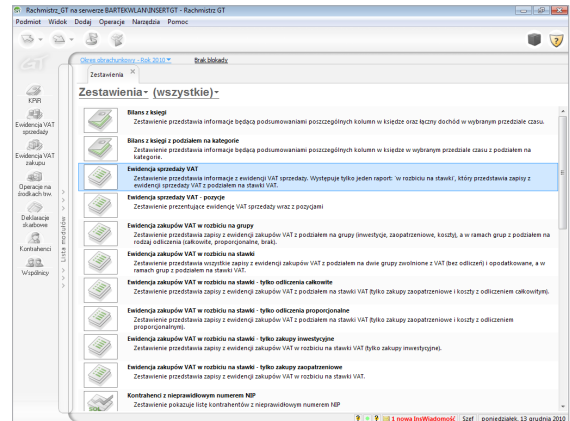 Rachmistrz_GT na serwerze BARTEKWLAN\INSERTGT - Rachmistrz GT
Podmiot Widok Dodaj Operacje Narzędzia Pomoc
GT
Okres obrachunkowy - Rok 2010
Brak blokady
Zestawienia
Zestawienia (wszystkie)
KPiR
Ewidencja VAT
sprzedaży
Ewidencja VAT
zakupu
Operacje na
środkach trw.
Deklaracje
skarbowe
Kontrahenci
Wspólnicy
Lista modułów
Bilans z księgi
Zestawienie przedstawia informacje będącą podsumowaniami poszczególnych kolumn w księdze oraz łączny dochód w wybranym przedziale czasu.
Bilans z księgi z podziałem na kategorie
Zestawienie przedstawia informacje będącą podsumowaniami poszczególnych kolumn w księdze w wybranym przedziale czasu z podziałem na
kategorie.
Ewidencja sprzedaży VAT
Zestawienie przedstawia informacje z ewidencji VAT sprzedaży. Występuje tylko jeden raport: 'w rozbiciu na stawki', który przedstawia zapisy z
ewidencji sprzedaży VAT z podziałem na stawki VAT.
Ewidencja sprzedaży VAT - pozycje
Zestawienie prezentujące ewidencję VAT sprzedaży wraz z pozycjami
Ewidencja zakupów VAT w rozbiciu na grupy
Zestawienie przedstawia zapisy z ewidencji zakupów VAT z podziałem na grupy (inwestycje, zaopatrzeniowe, koszty), a w ramach grup z podziałem na
rodzaj odliczenia (całkowite, proporcjonalne, brak).
Ewidencja zakupów VAT w rozbiciu na stawki
Zestawienie przedstawia wszystkie zapisy z ewidencji zakupów VAT z podziałem na dwie grupy zwolnione z VAT (bez odliczeń) i opodatkowane, a w
ramach grup z podziałem na stawki VAT.
Ewidencja zakupów VAT w rozbiciu na stawki - tylko odliczenia całkowite
Zestawienie przedstawia zapisy z ewidencji zakupów VAT z podziałem na stawki VAT (tylko zakupy zaopatrzeniowe i koszty z odliczeniem całkowitym).
Ewidencja zakupów VAT w rozbiciu na stawki - tylko odliczenia proporcjonalne
Zestawienie przedstawia zapisy z ewidencji zakupów VAT z podziałem na stawki VAT (tylko zakupy zaopatrzeniowe i koszty z odliczeniem
proporcjonalnym).
Ewidencja zakupów VAT w rozbiciu na stawki - tylko zakupy inwestycyjne
Zestawienie przedstawia zapisy z ewidencji zakupów VAT w rozbiciu na stawki VAT (tylko zakupy inwestycyjne).
Ewidencja zakupów VAT w rozbiciu na stawki - tylko zakupy zaopatrzeniowe
Zestawienie przedstawia zapisy z ewidencji zakupów VAT w rozbiciu na stawki VAT.
Kontrahenci z nieprawidłowym numerem NIP
Zestawienie pokazuje listę kontrahentów z nieprawidłowym numerem NIP
1 nowa InsWiadomość Szef poniedziałek, 13 grudnia 2010